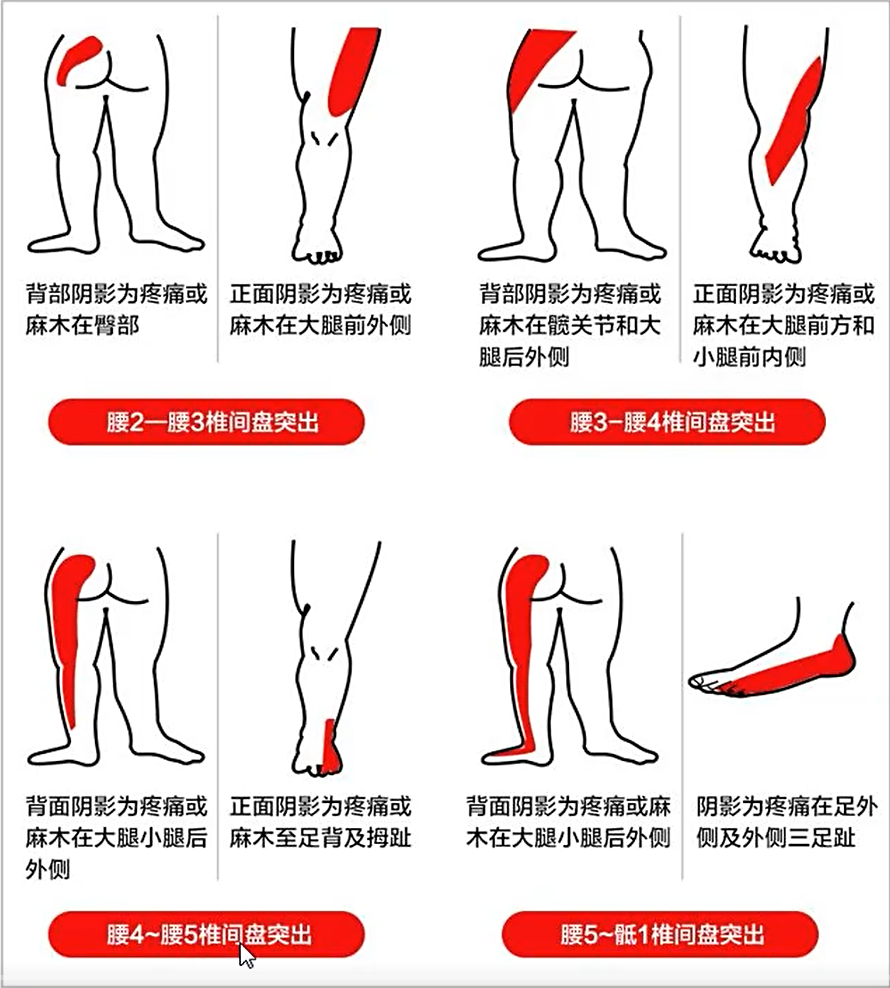 背部阴影为疼痛或
麻木在臀部
正面阴影为疼痛或
麻木在大腿前外侧
腰2—腰3椎间盘突出
背部阴影为疼痛或
麻木在髋关节和大
腿后外侧
正面阴影为疼痛或
麻木在大腿前方和
小腿前内侧
腰3-腰4椎间盘突出
背面阴影为疼痛或
麻木在大腿小腿后
外侧
正面阴影为疼痛或
麻木至足背及拇趾
腰4~腰5椎间盘突出
背面阴影为疼痛或麻
木在大腿小腿后外侧
阴影为疼痛在足外
侧及外侧三足趾
腰5~骶1椎间盘突出